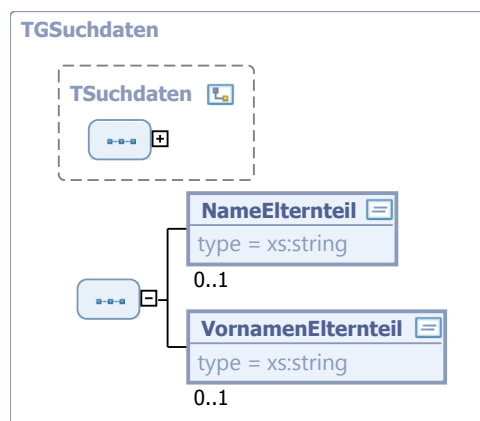 TGSuchdaten
TSuchdaten
NameElternteil
type = xs:string
0..1
VornamenElternteil
type = xs:string
0..1